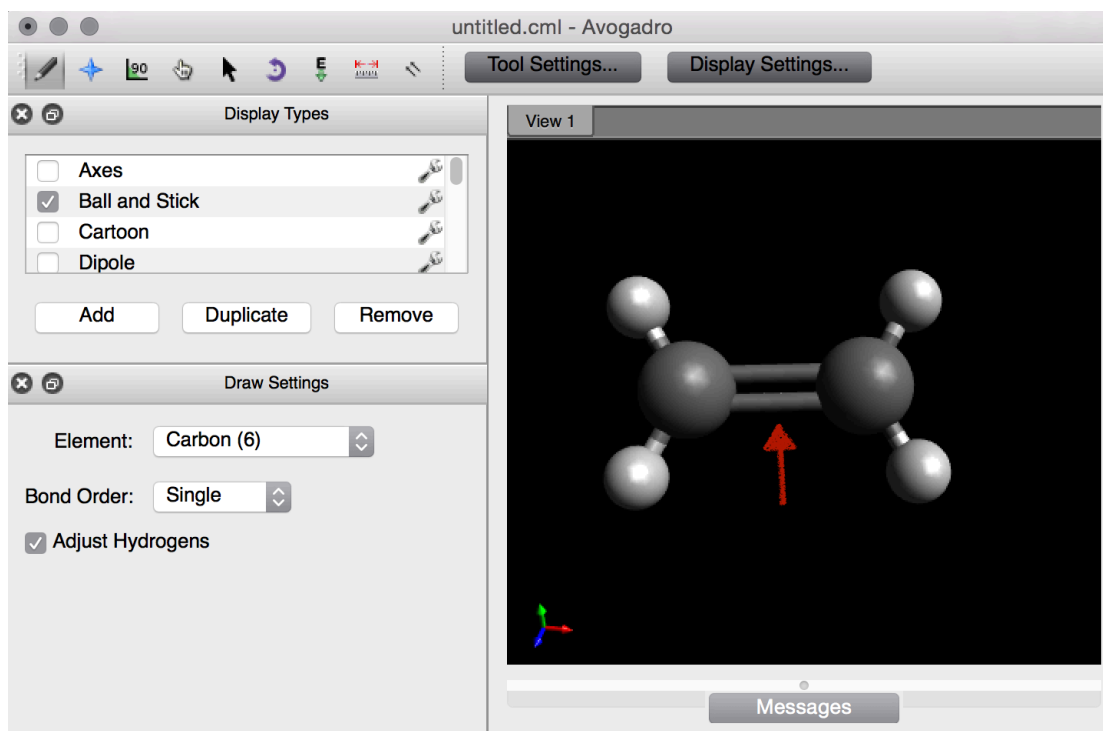 untitled.cml - Avogadro
90
E
Tool Settings...
Display Settings...
Display Types
Axes
Ball and Stick
Cartoon
Dipole
Add
Duplicate
Remove
Draw Settings
Element:
Carbon (6)
Bond Order:
Single
Adjust Hydrogens
View 1
Messages